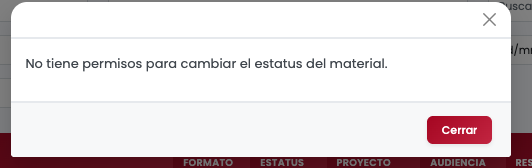 No tiene permisos para cambiar el estatus del material.
Cerrar
FORMATO ESTATUS PROYECTO AUDIENCIA